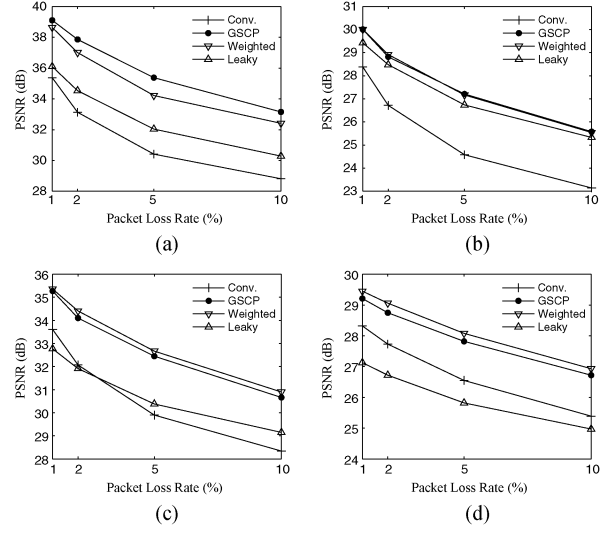 40
38
36
34
32
30
28
PSNR (dB)
Conv.
GSCP
Weighted
Leaky
1 2 5 10
Packet Loss Rate (%)
(a)
31
30
29
28
27
26
25
24
23
PSNR (dB)
Conv.
GSCP
Weighted
Leaky
1 2 5 10
Packet Loss Rate (%)
(b)
36
35
34
33
32
31
30
29
28
PSNR (dB)
Conv.
GSCP
Weighted
Leaky
1 2 5 10
Packet Loss Rate (%)
(c)
30
29
28
27
26
25
24
PSNR (dB)
Conv.
GSCP
Weighted
Leaky
1 2 5 10
Packet Loss Rate (%)
(d)